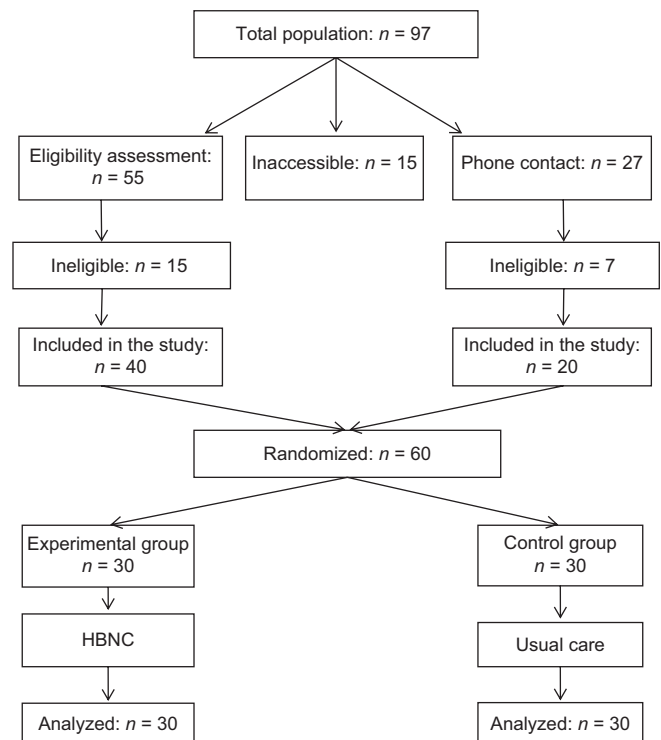 Total population: n = 97
Eligibility assessment:
n = 55
Inaccessible: n = 15
Phone contact: n = 27
Ineligible: n = 15
Ineligible: n = 7
Included in the study:
n = 40
Included in the study:
n = 20
Randomized: n = 60
Experimental group
n = 30
Control group
n = 30
HBNC
Usual care
Analyzed: n = 30
Analyzed: n = 30